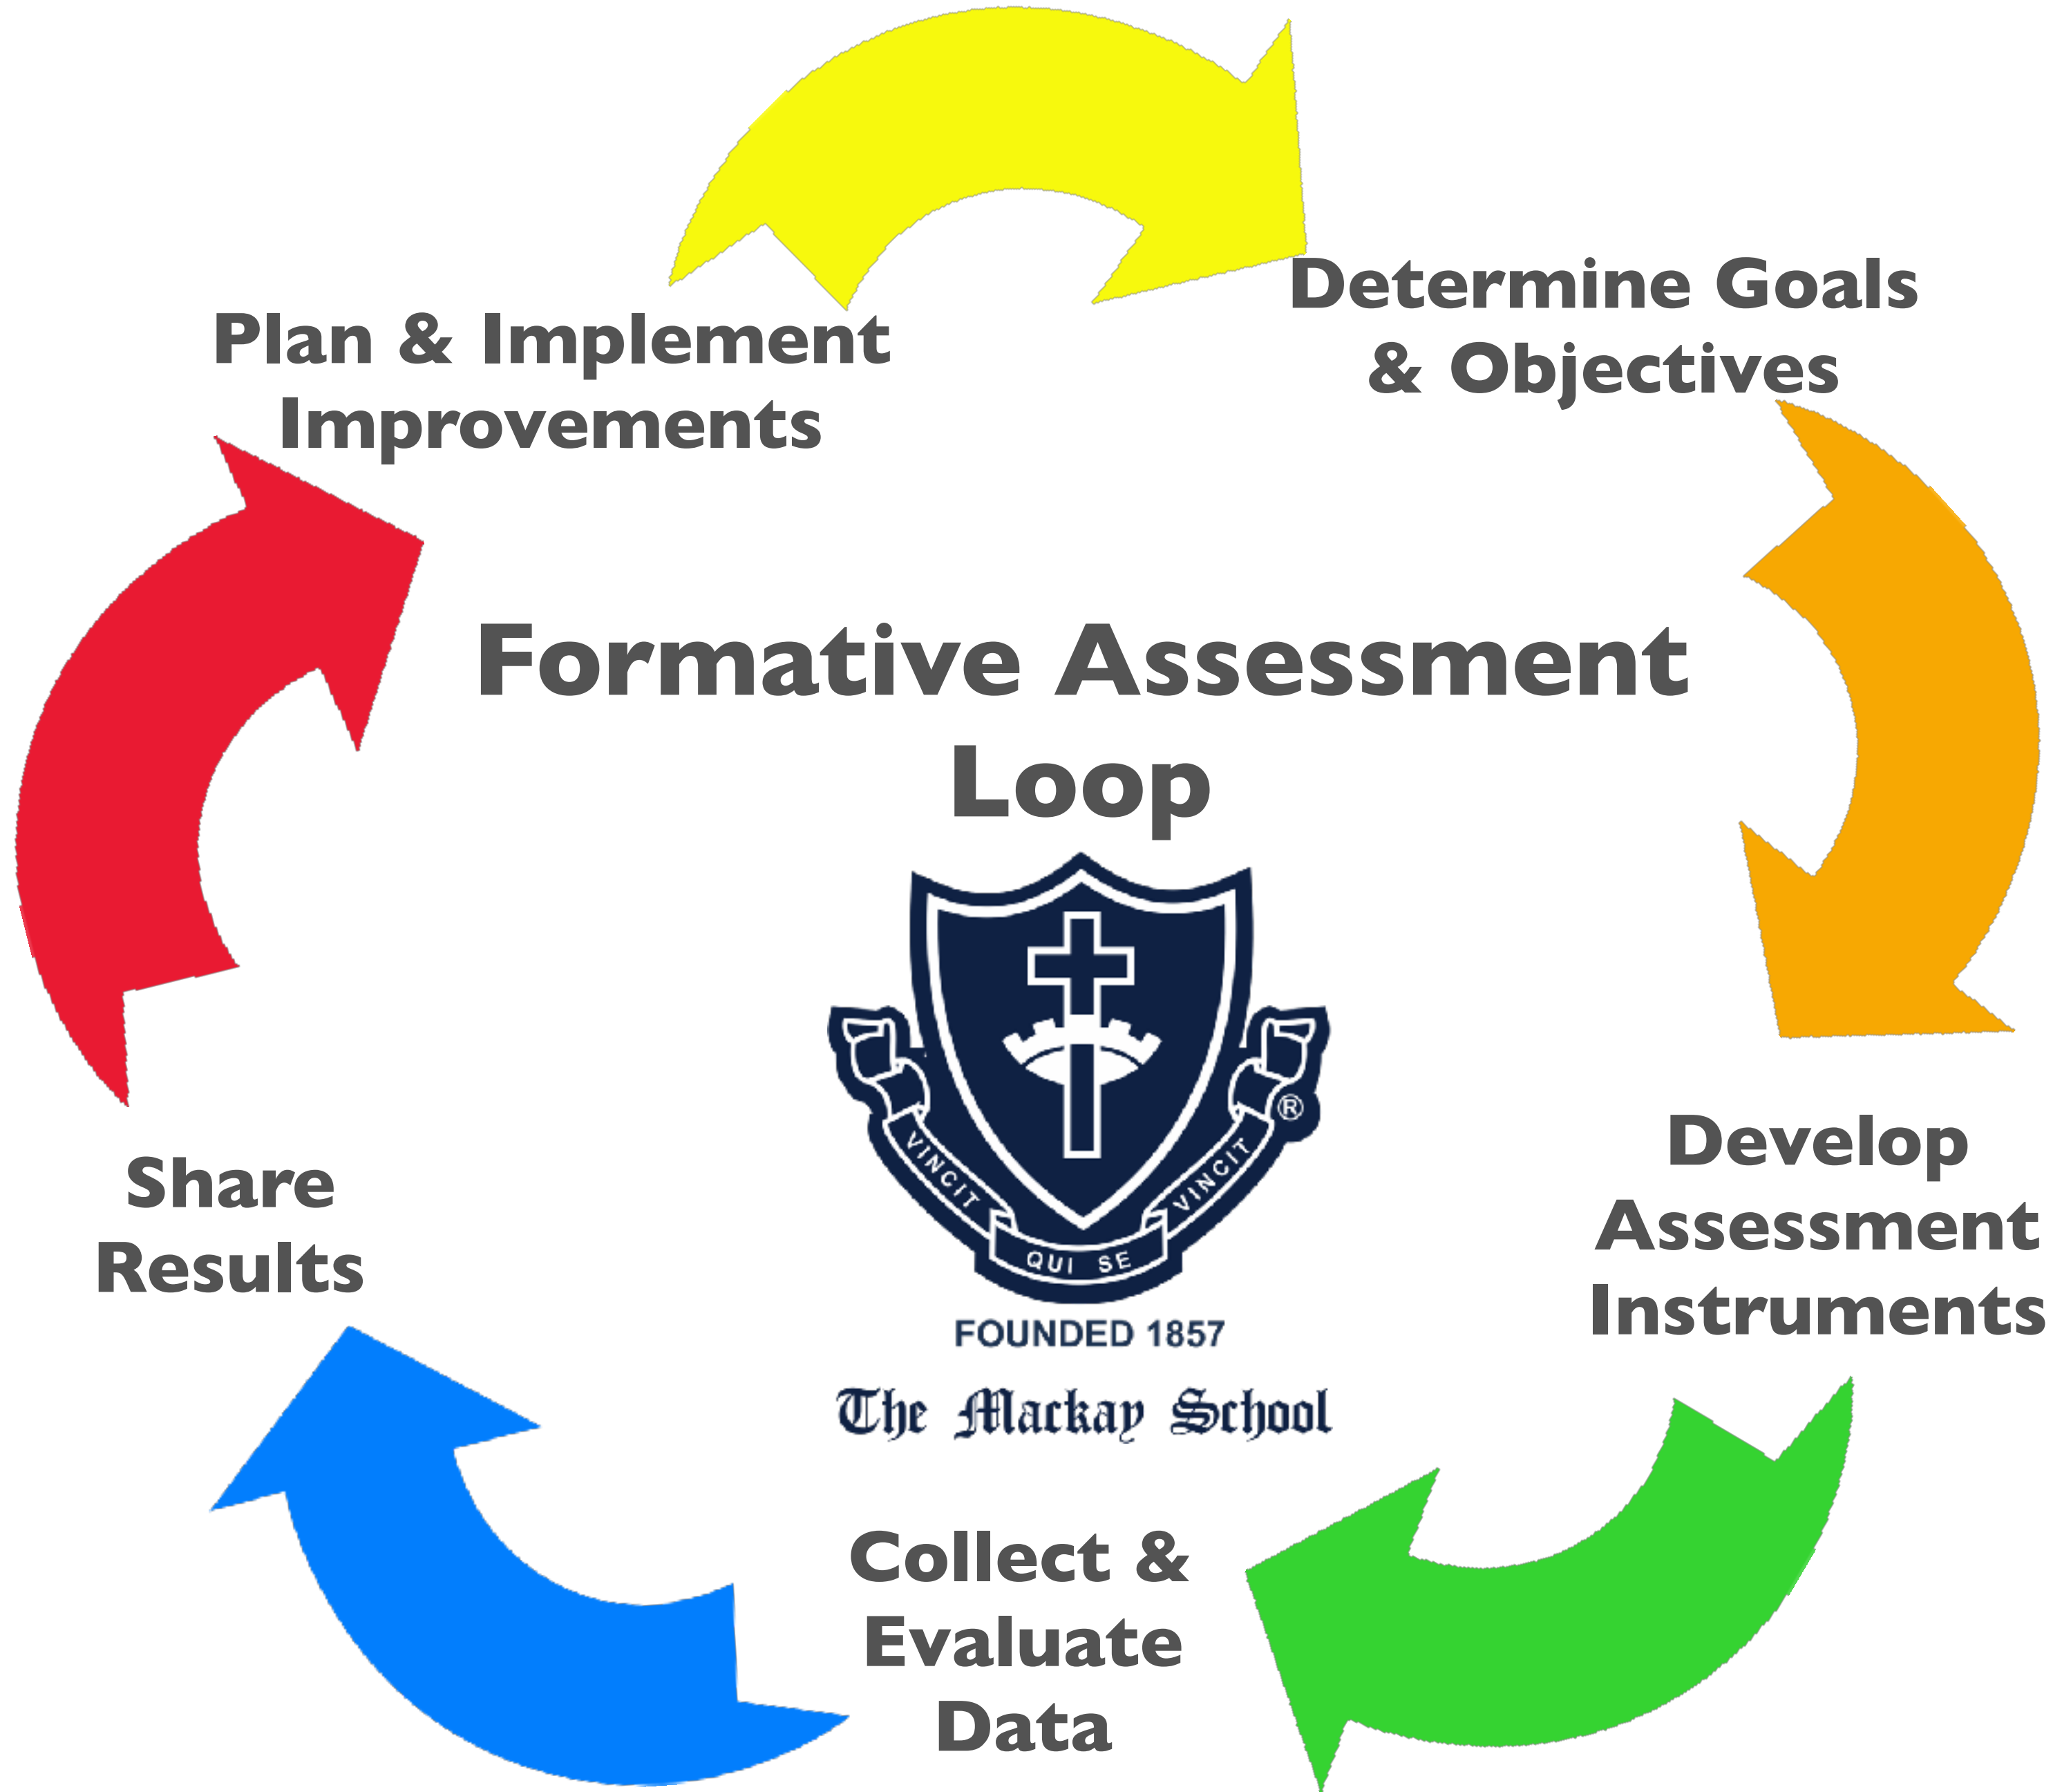 Determine Goals
& Objectives
Plan & Implement
Improvements
Formative Assessment
Loop
VINCIT QUI SE VINCIT
®
Develop
Assessment
Instruments
Share
Results
FOUNDED 1857
The Mackay School
Collect &
Evaluate
Data